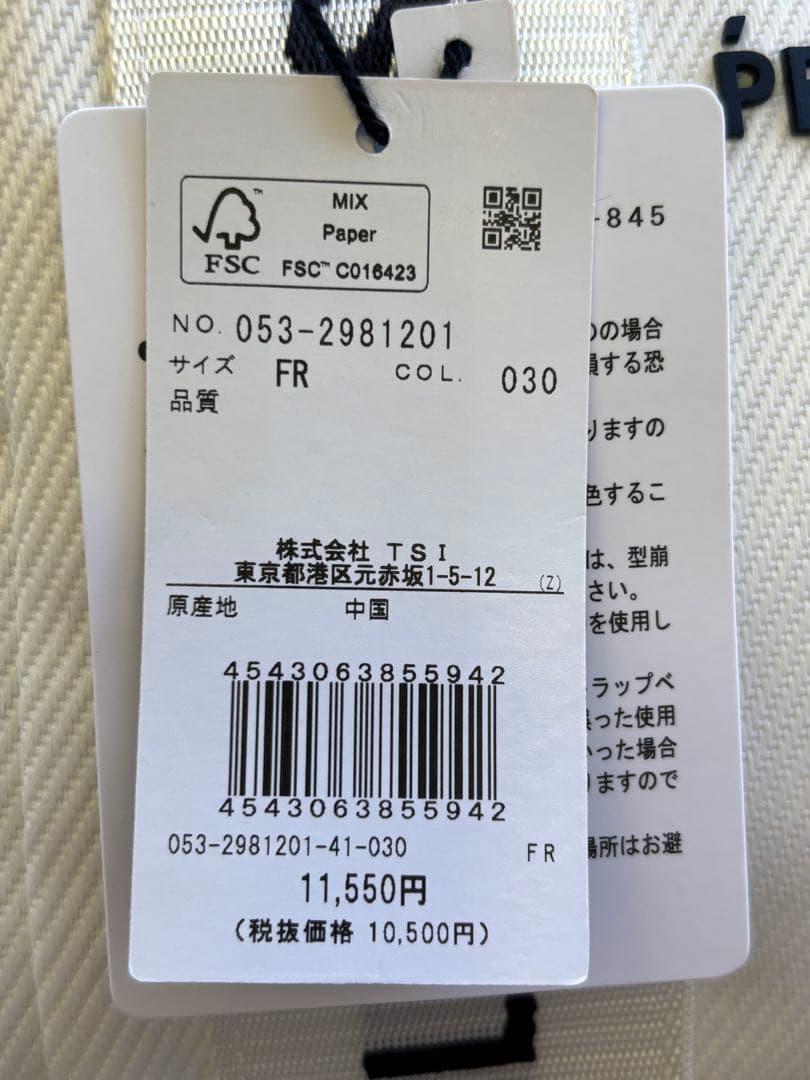 ṔE
MIX
Paper
FSC™ C016423
FSC
NO. 053-2981201
サイズ FR COL. 030
品質
株式会社 TSI
東京都港区元赤坂1-5-12 (Z)
原産地 中国
4543063855942
4543063855942
053-2981201-41-030 FR
11,550円
(税抜価格 10,500円)
-845
の場合
する恐
りますの
色するこ
は、型崩
さい。
を使用し
ラップベ
った使用
った場合
りますので
場所はお避